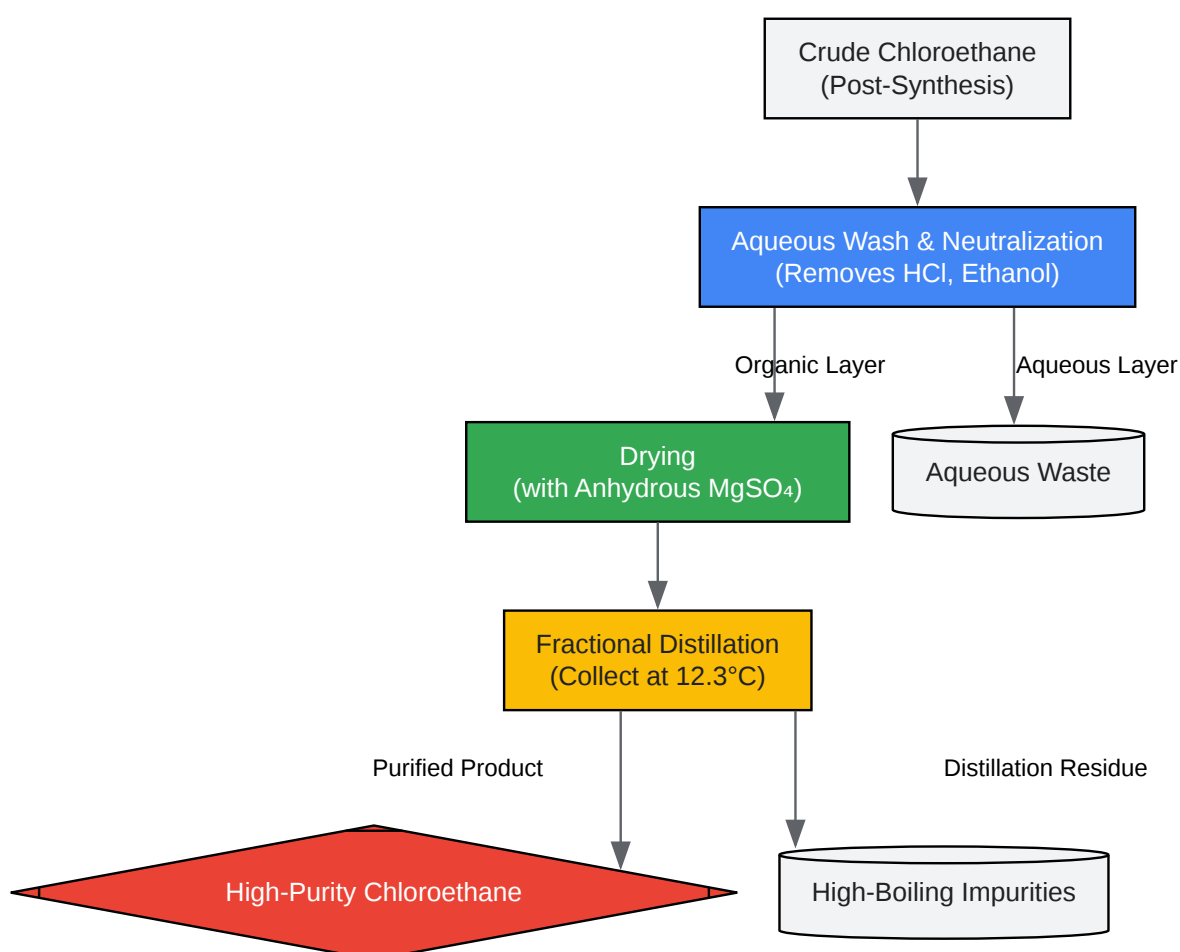 Crude Chloroethane
(Post-Synthesis)
Aqueous Wash & Neutralization
(Removes HCl, Ethanol)
Organic Layer
Aqueous Layer
Drying
(with Anhydrous MgSO₄)
Aqueous Waste
Fractional Distillation
(Collect at 12.3°C)
Purified Product
Distillation Residue
High-Purity Chloroethane
High-Boiling Impurities